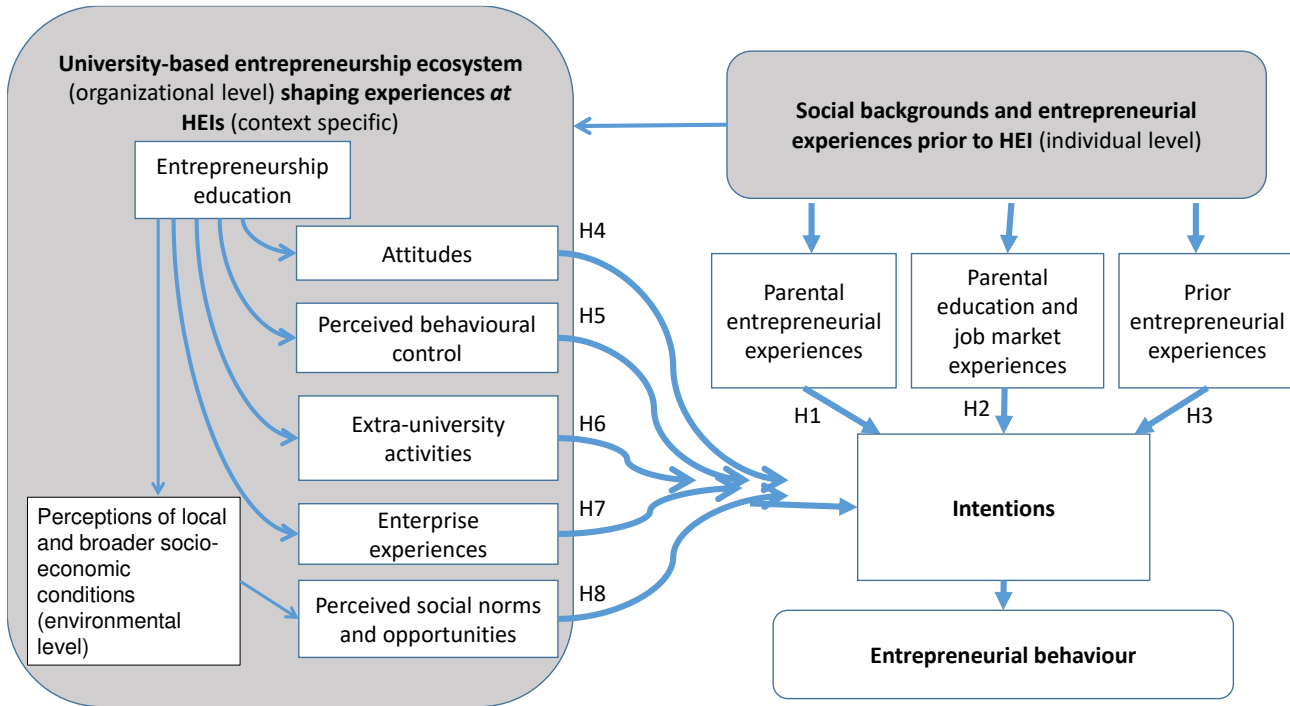 University-based entrepreneurship ecosystem
(organizational level) shaping experiences at
HEIs (context specific)
Entrepreneurship
education
Attitudes
Perceived behavioural
control
Extra-university
activities
Enterprise
experiences
Perceived social norms
and opportunities
Perceptions of local
and broader socio-
economic
conditions
(environmental
level)
H4
H5
H6
H7
H8
Social backgrounds and entrepreneurial
experiences prior to HEI (individual level)
Parental
entrepreneurial
experiences
Parental
education and
job market
experiences
Prior
entrepreneurial
experiences
H1
H2
H3
Intentions
Entrepreneurial behaviour